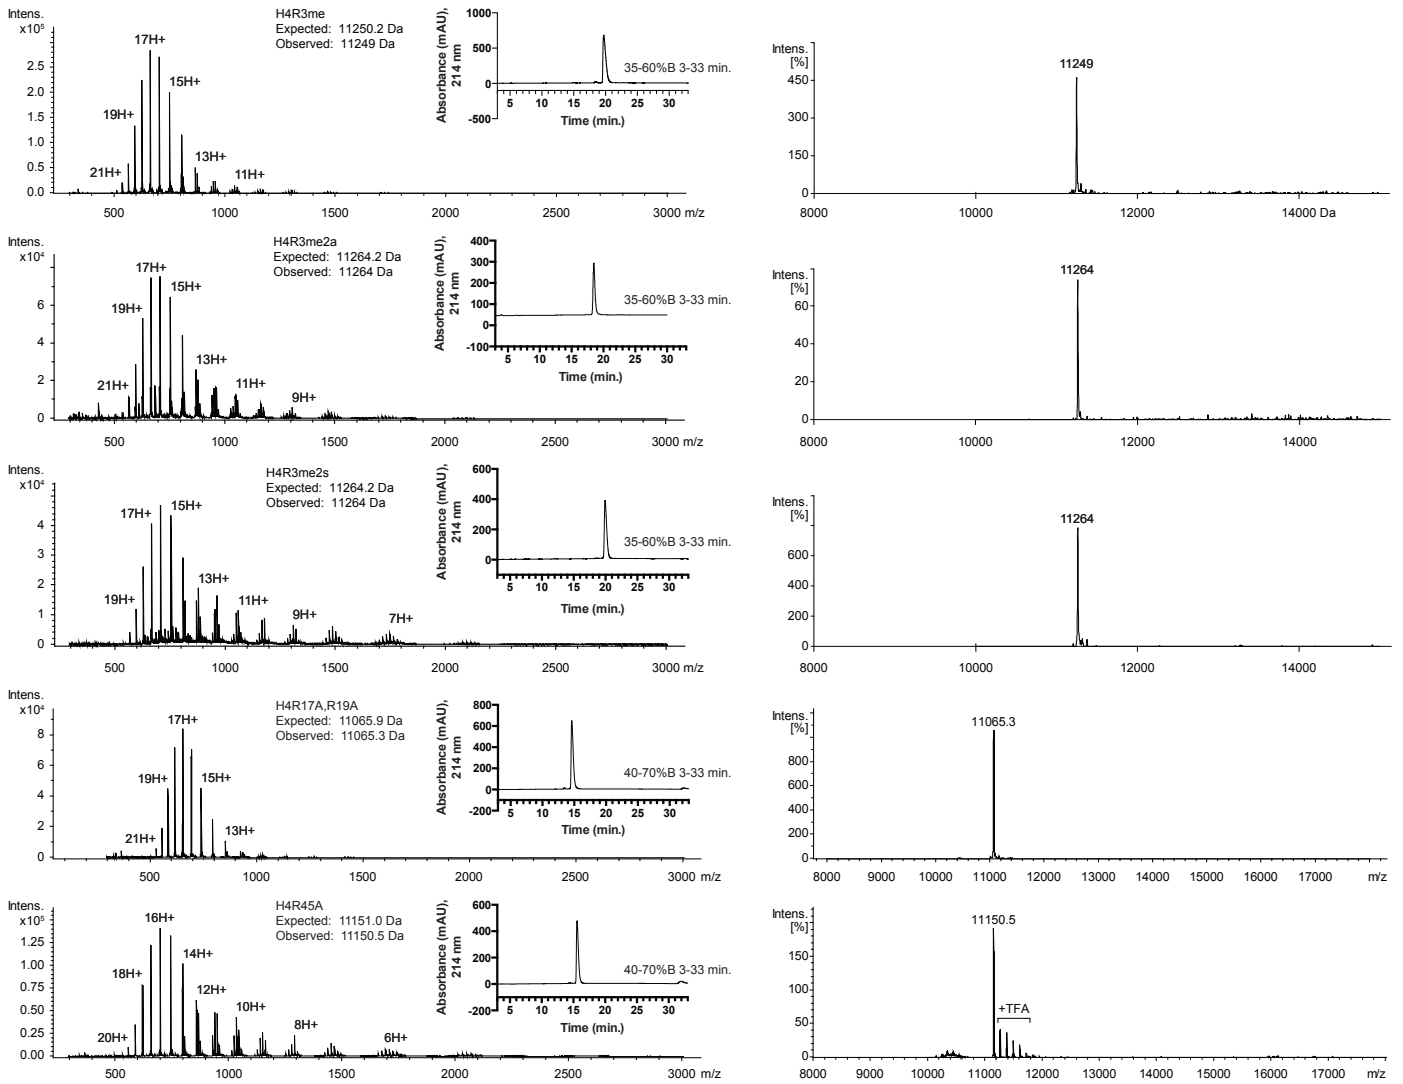 Intens.
x10⁵
2.5
2.0
1.5
1.0
0.5
0.0
21H+
19H+
17H+
15H+
13H+
11H+
500
1000
1500
2000
2500
3000 m/z
H4R3me
Expected: 11250.2 Da
Observed: 11249 Da
Absorbance (mAU),
214 nm
1000
500
0
-500
5 10 15 20 25 30
Time (min.)
35-60%B 3-33 min.
Intens.
[%]
450
300
150
0
11249
8000
10000
12000
14000 Da
Intens.
x10⁴
6
4
2
0
21H+
19H+
17H+
15H+
13H+
11H+
9H+
500
1000
1500
2000
2500
3000 m/z
H4R3me2a
Expected: 11264.2 Da
Observed: 11264 Da
Absorbance (mAU),
214 nm
400
300
200
100
0
-100
5 10 15 20 25 30
Time (min.)
35-60%B 3-33 min.
Intens.
[%]
60
40
20
0
11264
8000
10000
12000
14000
Intens.
x10⁴
4
3
2
1
0
19H+
17H+
15H+
13H+
11H+
9H+
7H+
500
1000
1500
2000
2500
3000 m/z
H4R3me2s
Expected: 11264.2 Da
Observed: 11264 Da
Absorbance (mAU),
214 nm
600
400
200
0
5 10 15 20 25 30
Time (min.)
35-60%B 3-33 min.
Intens.
[%]
600
400
200
0
11264
8000
10000
12000
14000
Intens.
x10⁴
8
6
4
2
0
21H+
19H+
17H+
15H+
13H+
500
1000
1500
2000
2500
3000 m/z
H4R17A,R19A
Expected: 11065.9 Da
Observed: 11065.3 Da
Absorbance (mAU),
214 nm
800
600
400
200
0
-200
5 10 15 20 25 30
Time (min.)
40-70%B 3-33 min.
Intens.
[%]
800
600
400
200
0
11065.3
8000
9000
10000
11000
12000
13000
14000
15000
16000
17000
m/z
Intens.
x10⁵
1.25
1.00
0.75
0.50
0.25
0.00
20H+
18H+
16H+
14H+
12H+
10H+
8H+
6H+
500
1000
1500
2000
2500
3000 m/z
H4R45A
Expected: 11151.0 Da
Observed: 11150.5 Da
Absorbance (mAU),
214 nm
600
400
200
0
-200
5 10 15 20 25 30
Time (min.)
40-70%B 3-33 min.
Intens.
[%]
150
100
50
0
11150.5
+TFA
8000
9000
10000
11000
12000
13000
14000
15000
16000
17000
m/z